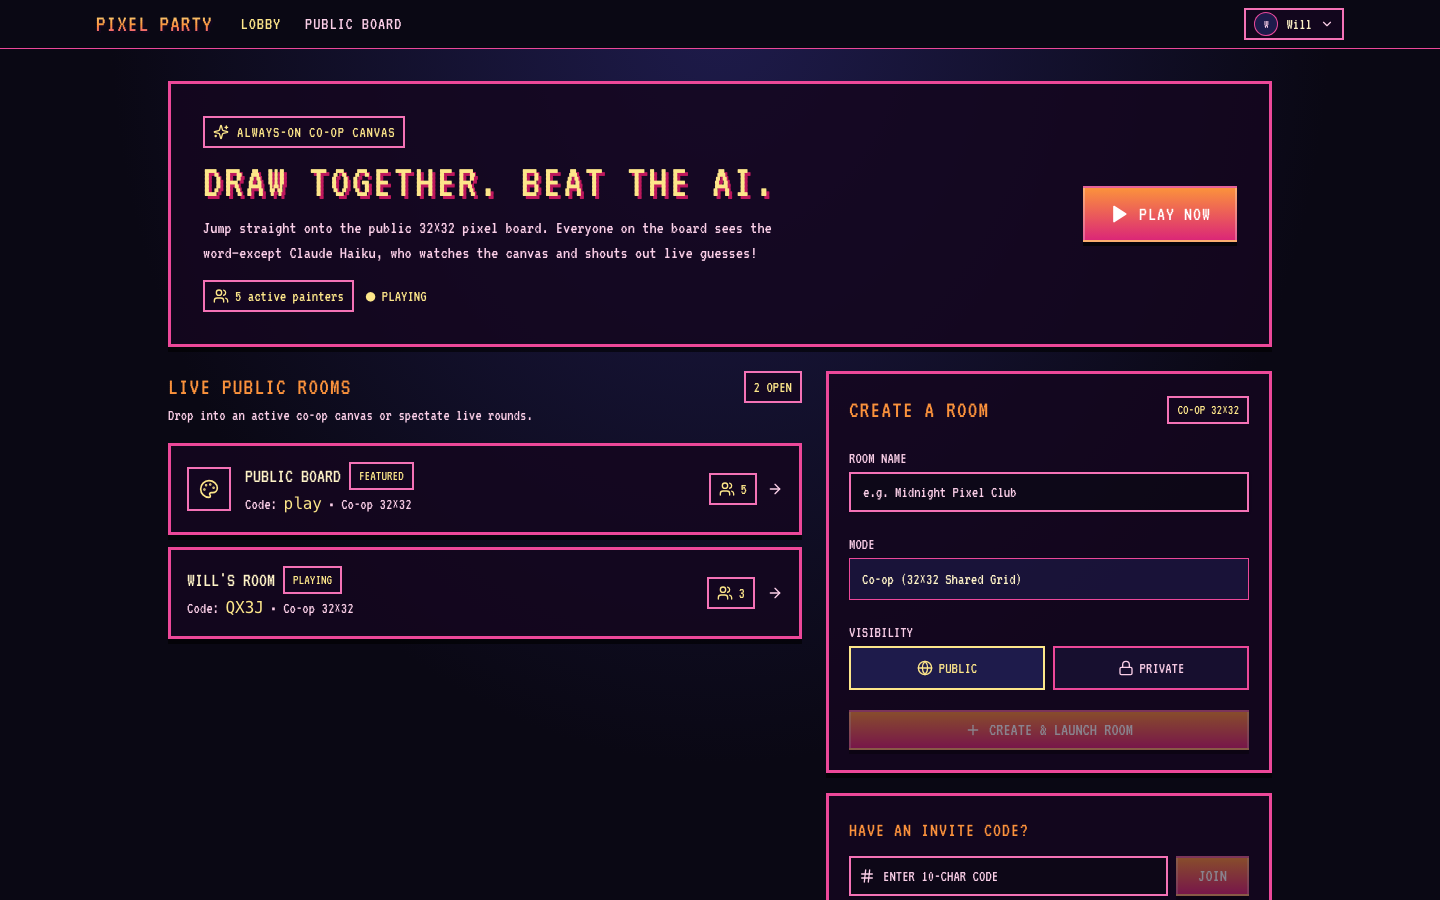 PIXEL PARTY
LOBBY
PUBLIC BOARD
W
Will
ALWAYS-ON CO-OP CANVAS
DRAW TOGETHER. BEAT THE AI.
Jump straight onto the public 32X32 pixel board. Everyone on the board sees the
word—except Claude Haiku, who watches the canvas and shouts out live guesses!
5 active painters
PLAYING
PLAY NOW
LIVE PUBLIC ROOMS
2 OPEN
Drop into an active co-op canvas or spectate live rounds.
PUBLIC BOARD
FEATURED
Code: play • Co-op 32X32
5
WILL'S ROOM
PLAYING
Code: QX3J • Co-op 32X32
3
CREATE A ROOM
CO-OP 32X32
ROOM NAME
e.g. Midnight Pixel Club
MODE
Co-op (32X32 Shared Grid)
VISIBILITY
PUBLIC
PRIVATE
CREATE & LAUNCH ROOM
HAVE AN INVITE CODE?
ENTER 10-CHAR CODE
JOIN